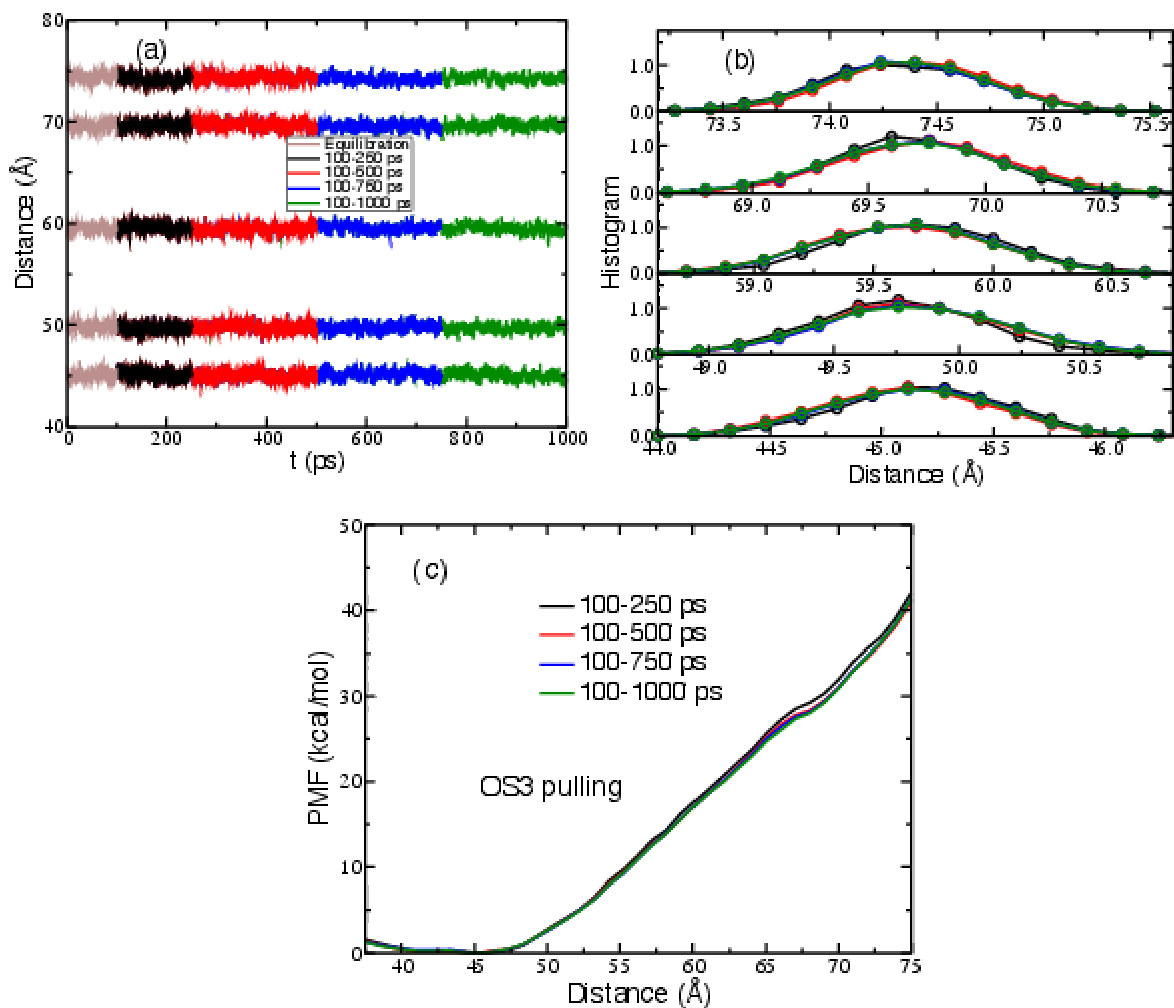 (a)
80
70
60
50
40
Distance (Å)
Equilibration
100-250 ps
100-500 ps
100-750 ps
100-1000 ps
0 200 400 600 800 1000
t (ps)
(b)
Histogram
1.0
0.0
73.5 74.0 74.5 75.0 75.5
1.0
0.0
69.0 69.5 70.0 70.5
1.0
0.0
59.0 59.5 60.0 60.5
1.0
0.0
49.0 49.5 50.0 50.5
1.0
0.0
44.0 44.5 45.0 45.5 46.0
Distance (Å)
(c)
50
40
30
20
10
0
PMF (kcal/mol)
100-250 ps
100-500 ps
100-750 ps
100-1000 ps
OS3 pulling
40 45 50 55 60 65 70 75
Distance (Å)